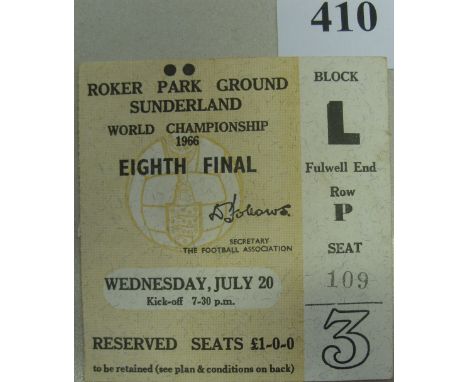 410
ROKER PARK GROUND
SUNDERLAND
WORLD CHAMPIONSHIP
1966
EIGHTH FINAL
SECRETARY
THE FOOTBALL ASSOCIATION
WEDNESDAY, JULY 20
Kick-off 7-30 p.m.
RESERVED SEATS £1-0-0
to be retained (see plan & conditions on back)
BLOCK
L
Fulwell End
Row
P
SEAT
109
3